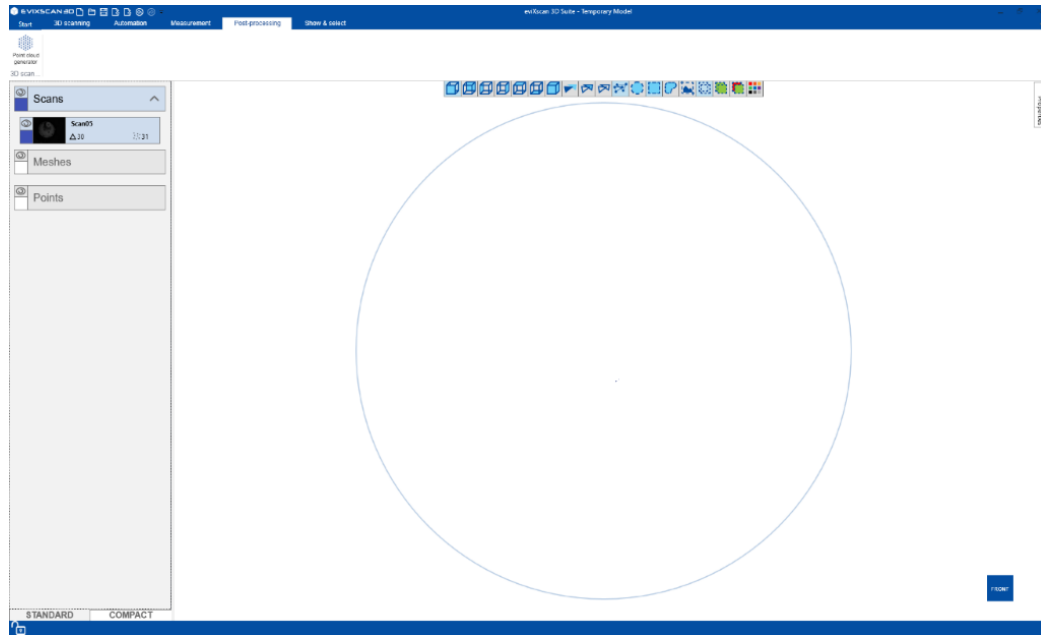 EVIXSCAN 3D
eviXscan 3D Suite - Temporary Model
Start 3D scanning Automation Measurement Post-processing Show & select
Point cloud
generator
3D scan...
Scans
Scan05
30 31
Meshes
Points
Properties
FRONT
STANDARD COMPACT